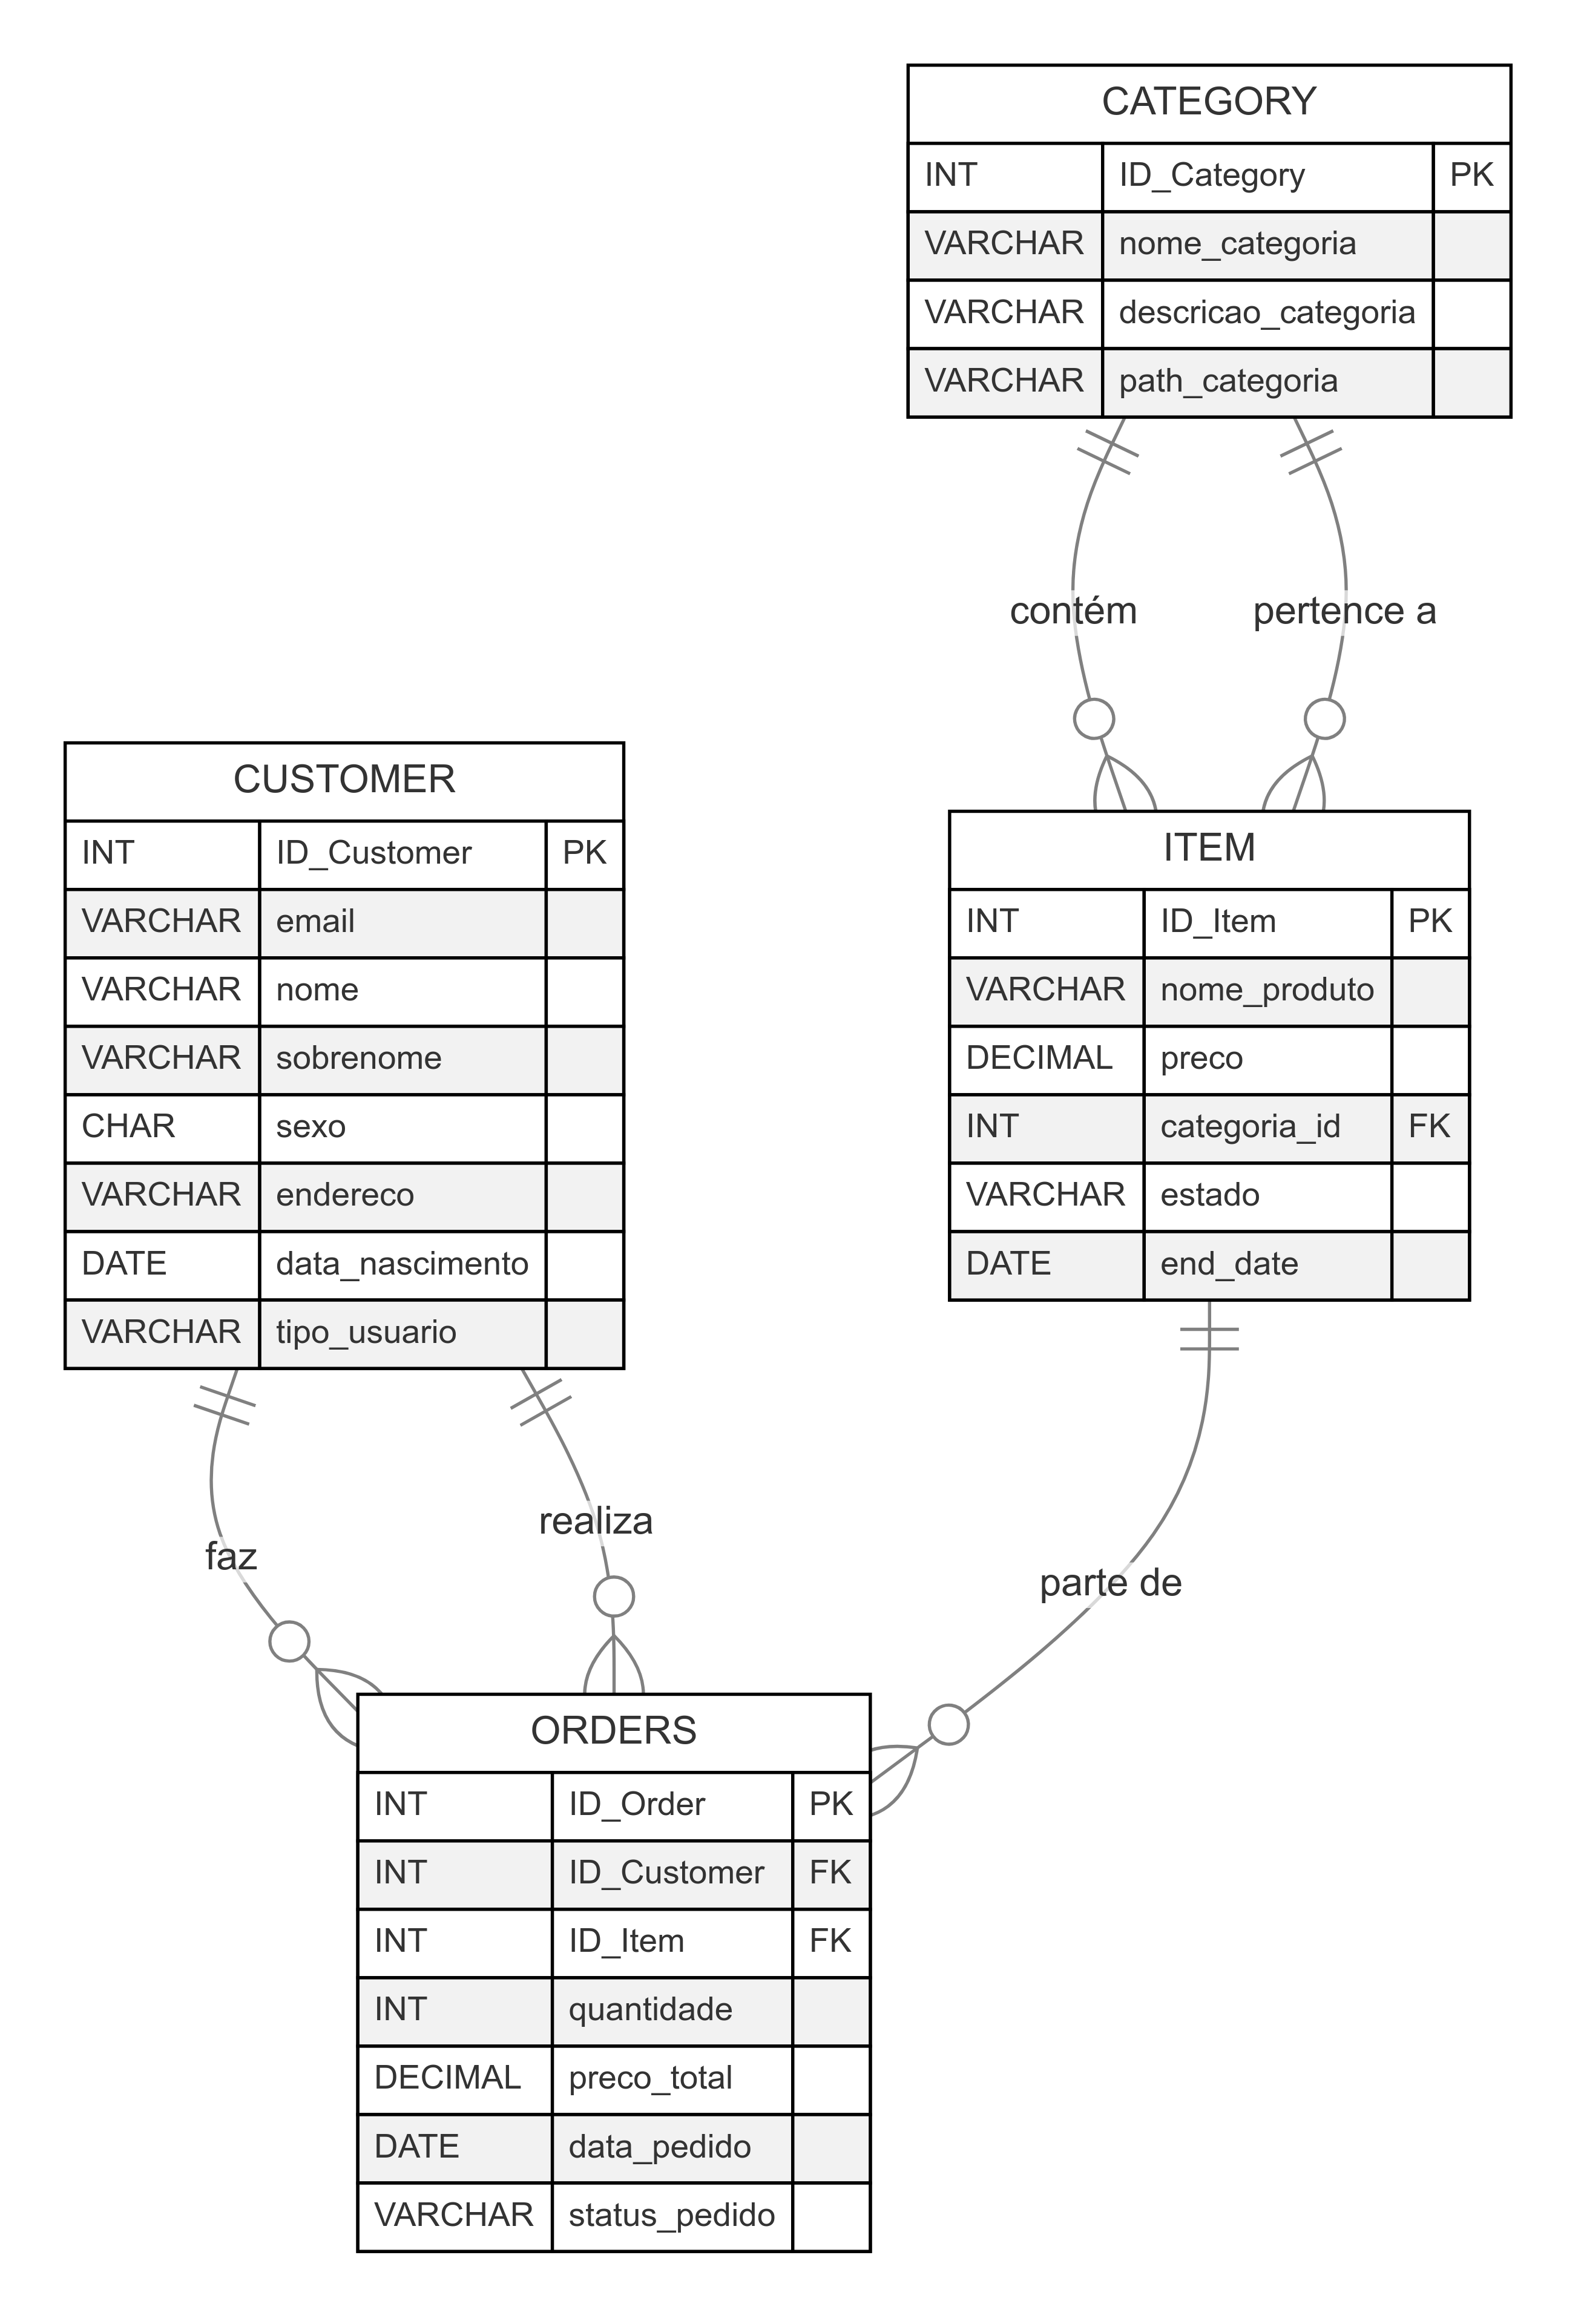 CATEGORY
INT ID_Category PK
VARCHAR nome_categoria
VARCHAR descricao_categoria
VARCHAR path_categoria
contém pertence a
CUSTOMER
INT ID_Customer PK
VARCHAR email
VARCHAR nome
VARCHAR sobrenome
CHAR sexo
VARCHAR endereco
DATE data_nascimento
VARCHAR tipo_usuario
ITEM
INT ID_Item PK
VARCHAR nome_produto
DECIMAL preco
INT categoria_id FK
VARCHAR estado
DATE end_date
faz
realiza
parte de
ORDERS
INT ID_Order PK
INT ID_Customer FK
INT ID_Item FK
INT quantidade
DECIMAL preco_total
DATE data_pedido
VARCHAR status_pedido